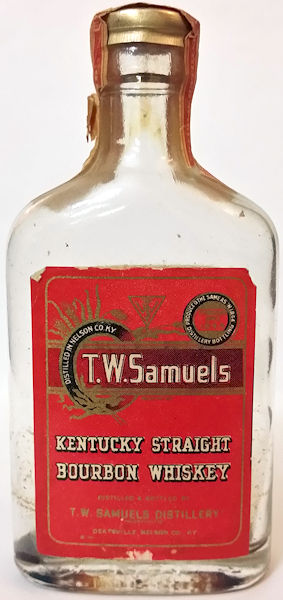 DISTILLED IN NELSON CO. KY.
PRODUCED THE SAME AS IN 1844
DISTILLERY BOTTLING
T.W. Samuels
KENTUCKY STRAIGHT
BOURBON WHISKEY
DISTILLED & BOTTLED BY
T. W. SAMUELS DISTILLERY
DEATSVILLE NELSON CO. KY.